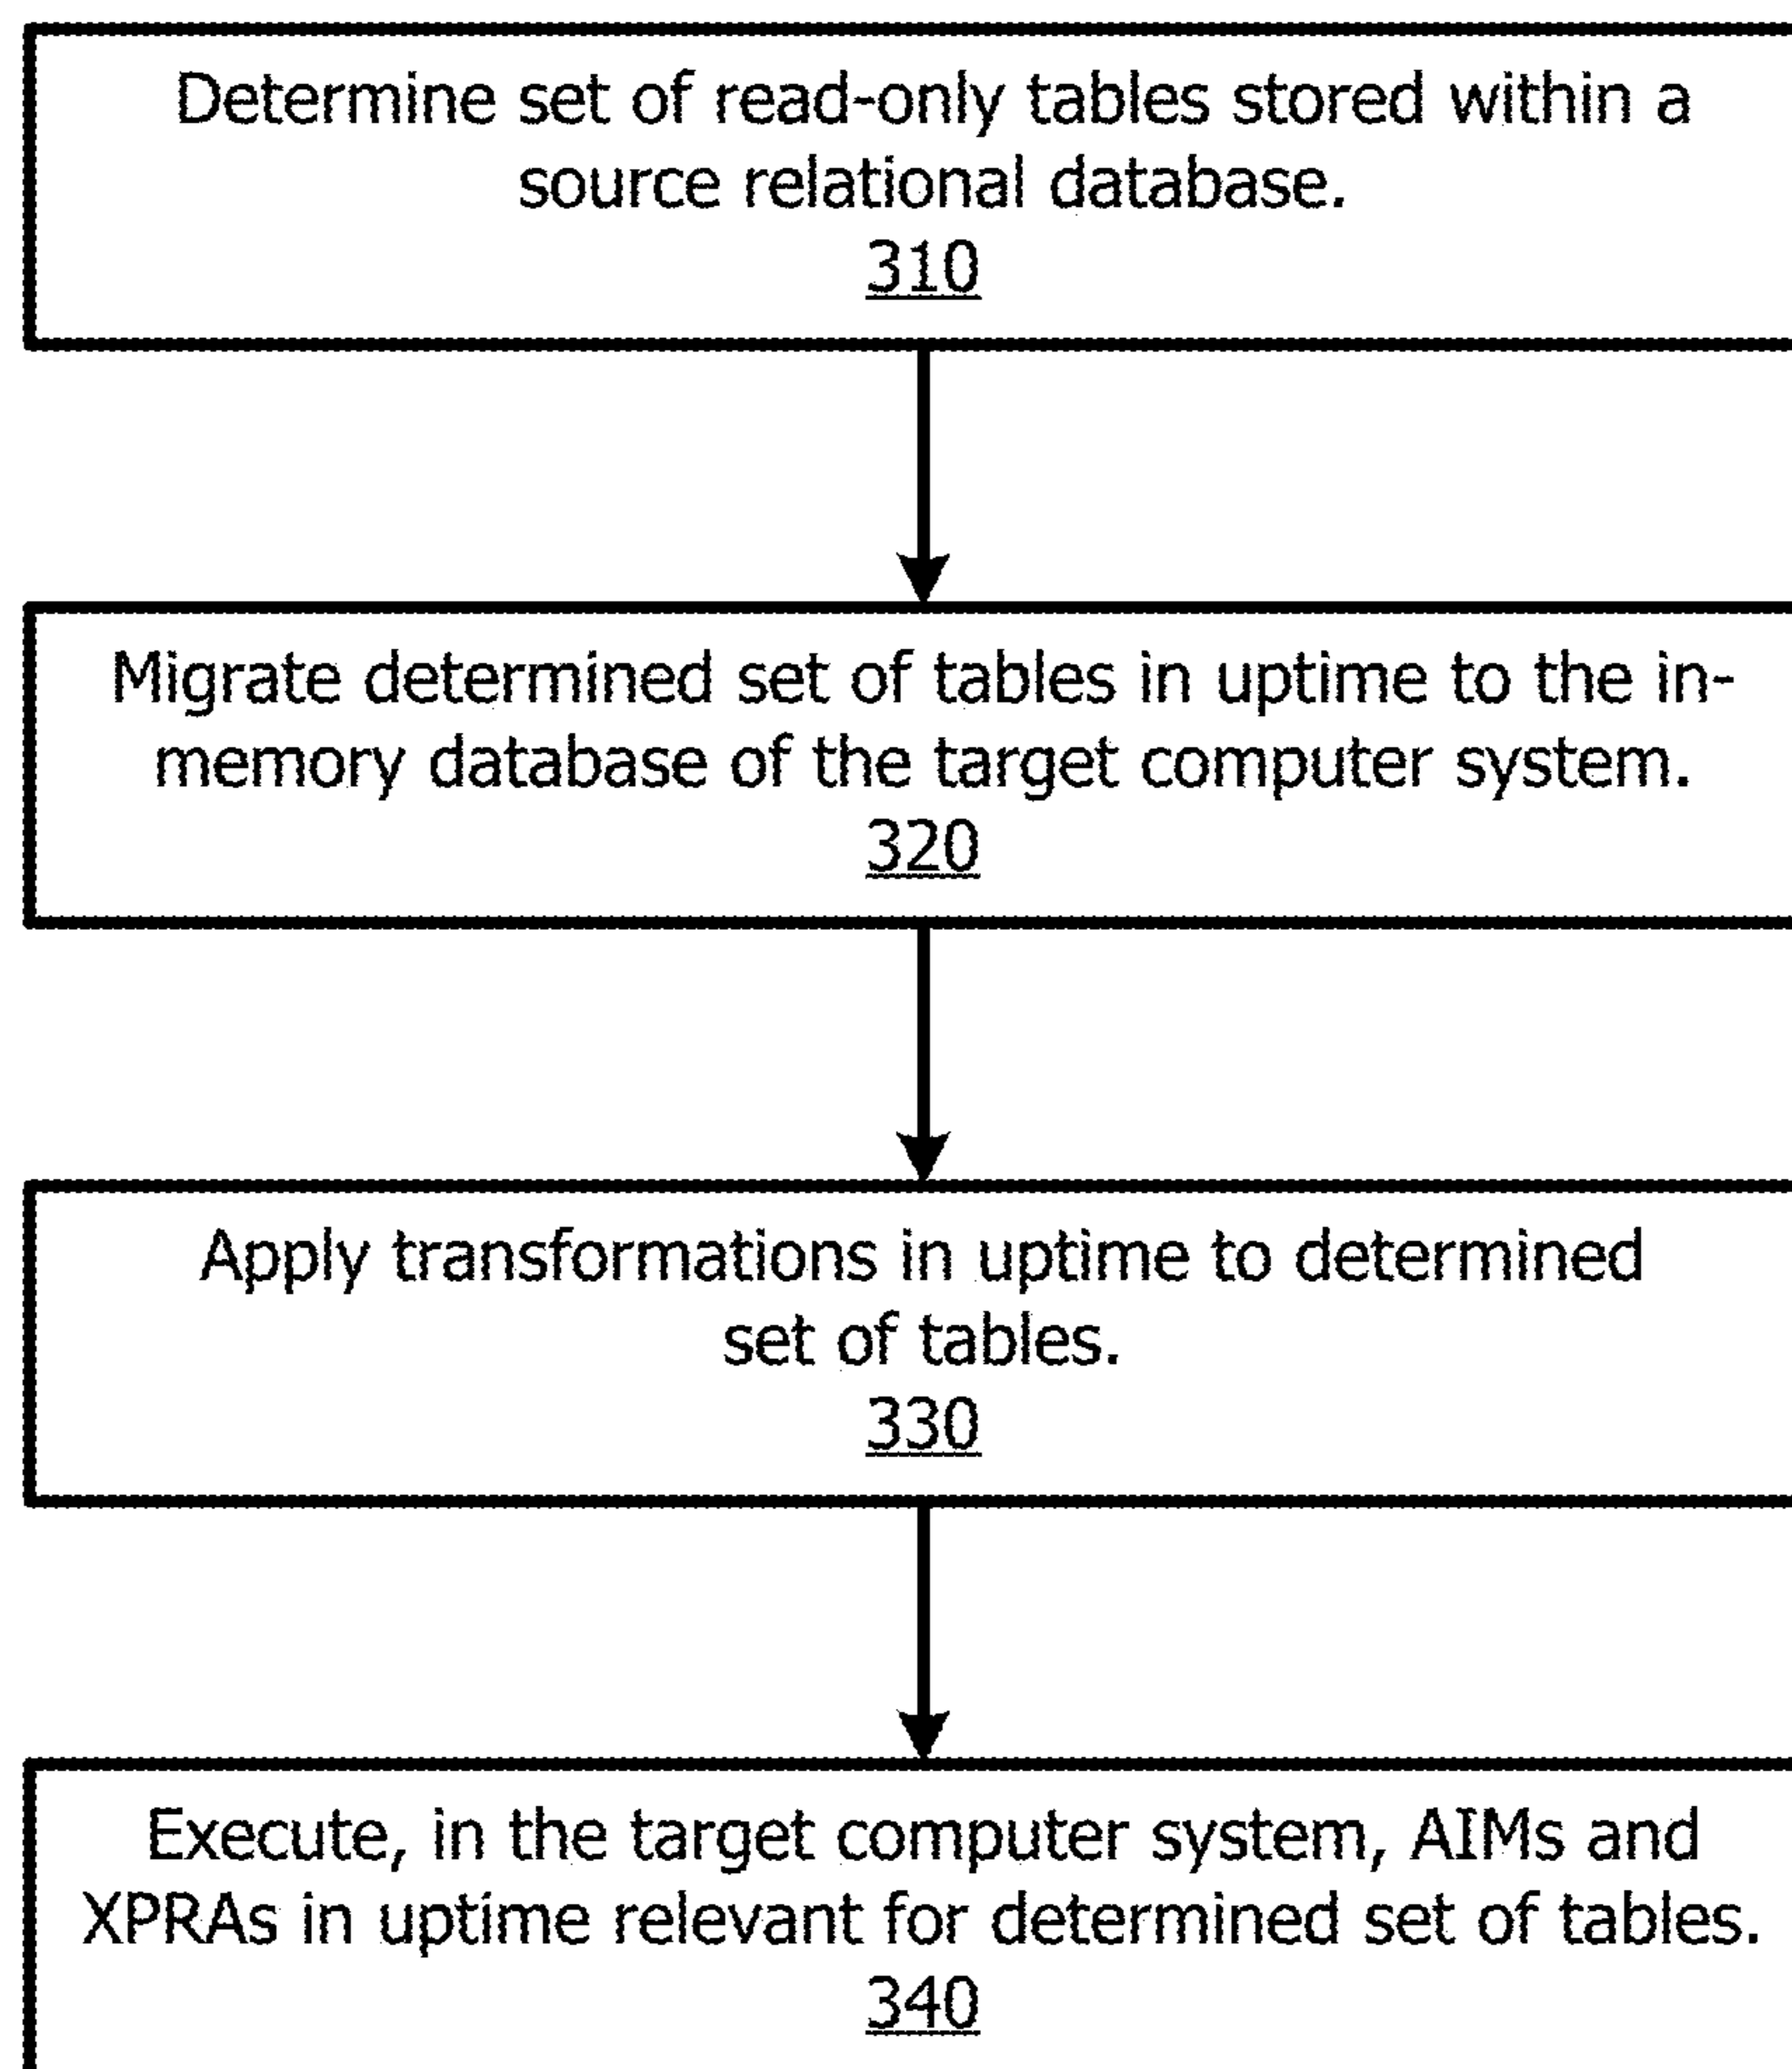 Determine set of read-only tables stored within a
source relational database.
310
Migrate determined set of tables in uptime to the in-
memory database of the target computer system.
320
Apply transformations in uptime to determined
set of tables.
330
Execute, in the target computer system, AIMs and
XPRAs in uptime relevant for determined set of tables.
340